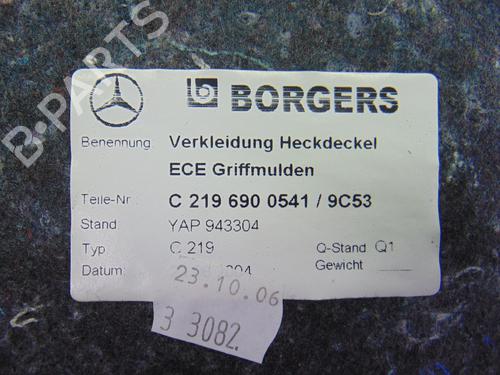 B-PARTS
BORGERS
Benennung: Verkleidung Heckdeckel
ECE Griffmulden
Teile-Nr.: C 219 690 0541 / 9C53
Stand YAP 943304
Typ C 219 Q-Stand Q1
Datum: 304 Gewicht
23.10.06
3 3082